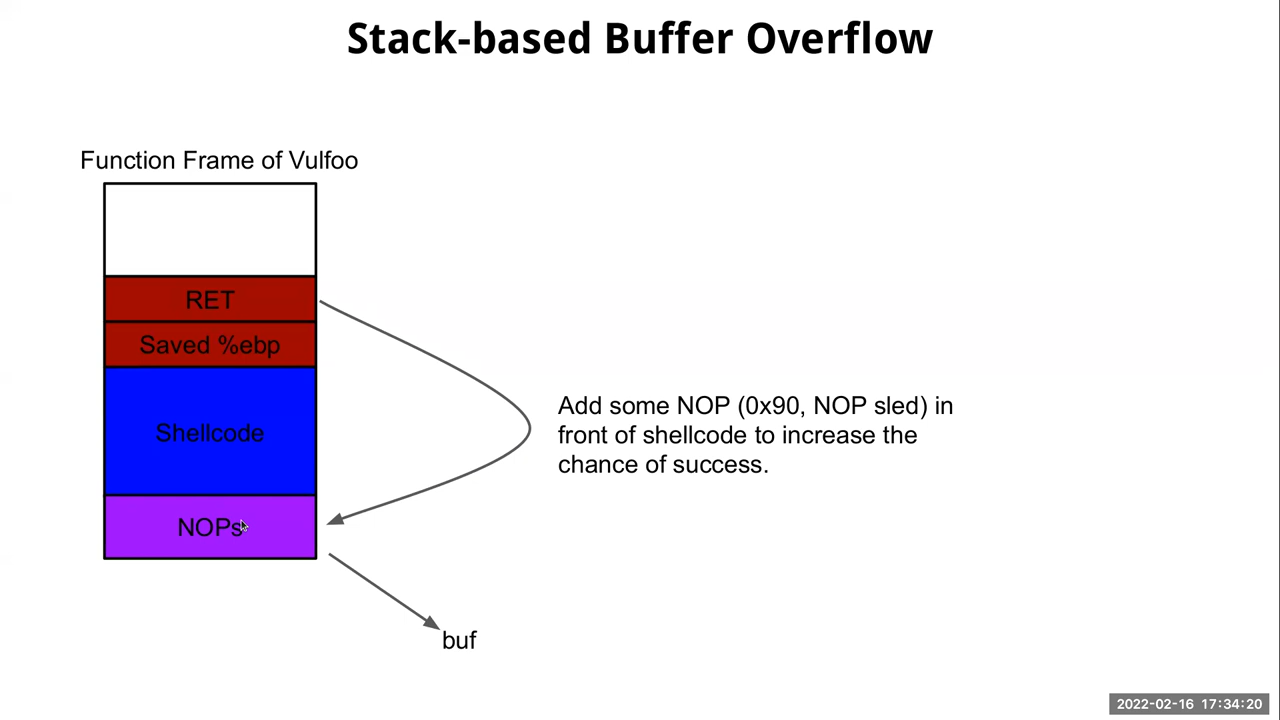 Stack-based Buffer Overflow
Function Frame of Vulfoo
RET
Saved %ebp
Shellcode
Add some NOP (0x90, NOP sled) in
front of shellcode to increase the
chance of success.
NOPs
buf
2022-02-16 17:34:20